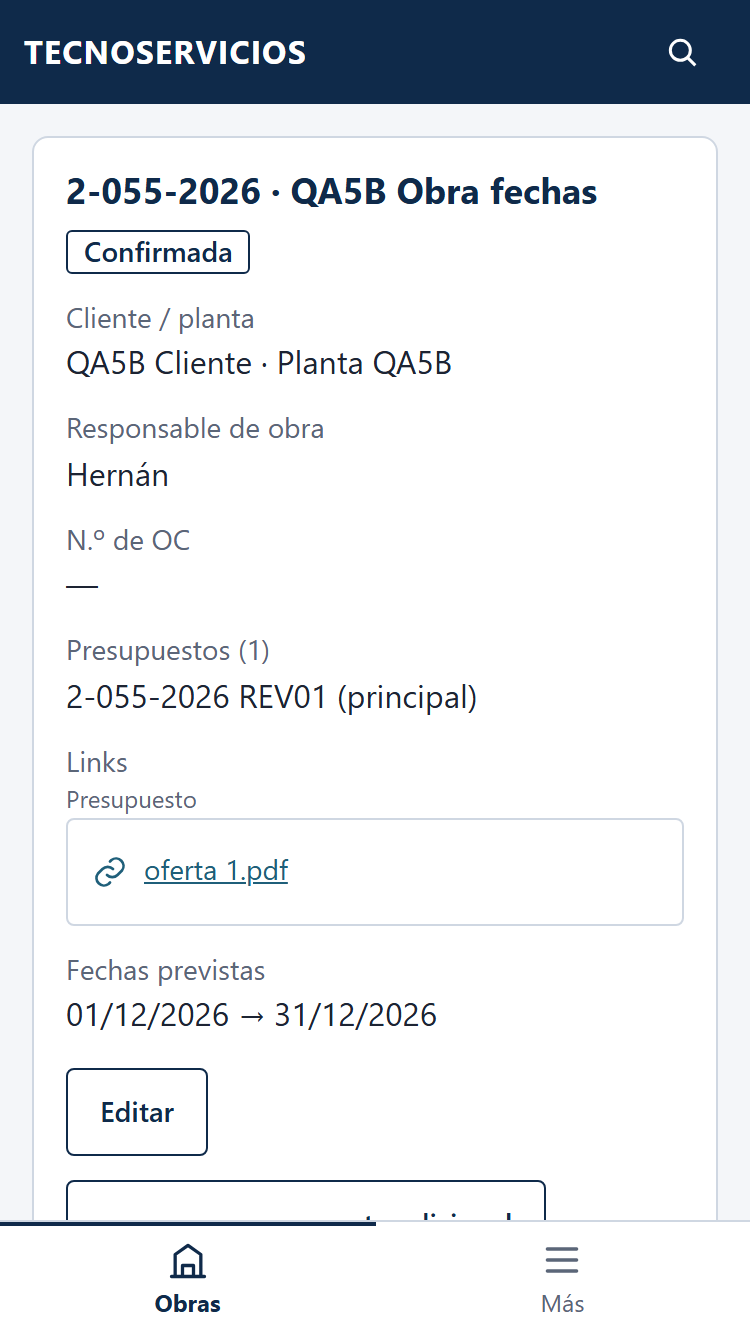 TECNOSERVICIOS
2-055-2026 · QA5B Obra fechas
Confirmada
Cliente / planta
QA5B Cliente · Planta QA5B
Responsable de obra
Hernán
N.º de OC
—
Presupuestos (1)
2-055-2026 REV01 (principal)
Links
Presupuesto
oferta 1.pdf
Fechas previstas
01/12/2026 → 31/12/2026
Editar
Obras
Más